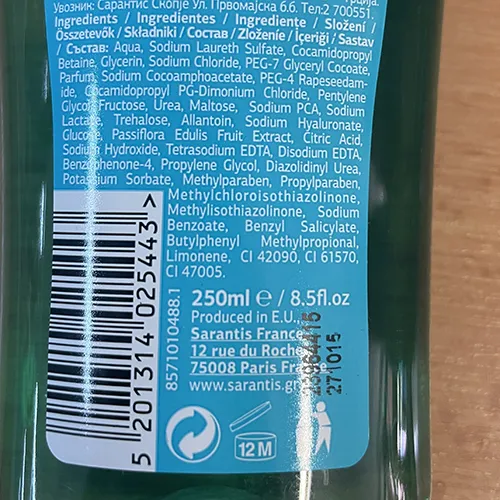 Увозник: Сарантис Скопје Ул. Првомајска б.б. Тел:2 700551.
Ingredients / Ingredientes / Ingrediente / Složení /
Összetevők / Składniki / Состав / Zloženie / İçeriği / Sastav
/ Състав: Aqua, Sodium Laureth Sulfate, Cocamidopropyl
Betaine, Glycerin, Sodium Chloride, PEG-7 Glyceryl Cocoate,
Parfum, Sodium Cocoamphoacetate, PEG-4 Rapeseedam-
ide, Cocamidopropyl PG-Dimonium Chloride, Pentylene
Glycol, Fructose, Urea, Maltose, Sodium PCA, Sodium
Lactate, Trehalose, Allantoin, Sodium Hyaluronate,
Glucose, Passiflora Edulis Fruit Extract, Citric Acid,
Sodium Hydroxide, Tetrasodium EDTA, Disodium EDTA,
Benzophenone-4, Propylene Glycol, Diazolidinyl Urea,
Potassium Sorbate, Methylparaben, Propylparaben,
Methylchloroisothiazolinone,
Methylisothiazolinone, Sodium
Benzoate, Benzyl Salicylate,
Butylphenyl Methylpropional,
Limonene, CI 42090, CI 61570,
CI 47005.
250ml e / 8.5fl.oz
Produced in E.U.,
Sarantis France
12 rue du Roche
75008 Paris France
www.sarantis.gr
271015
12 M
8571010488.1
5 201314 025443 >